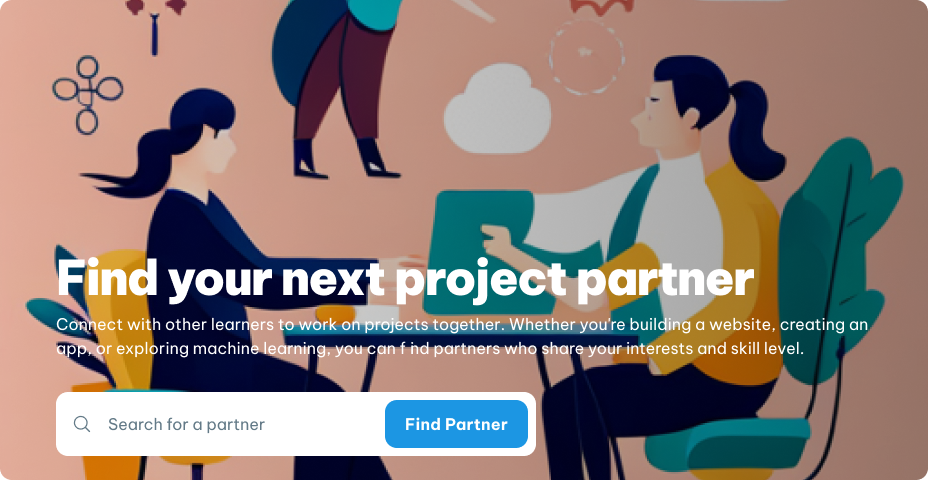 Find your next project partner
Connect with other learners to work on projects together. Whether you're building a website, creating an
app, or exploring machine learning, you can f nd partners who share your interests and skill level.
Search for a partner
Find Partner